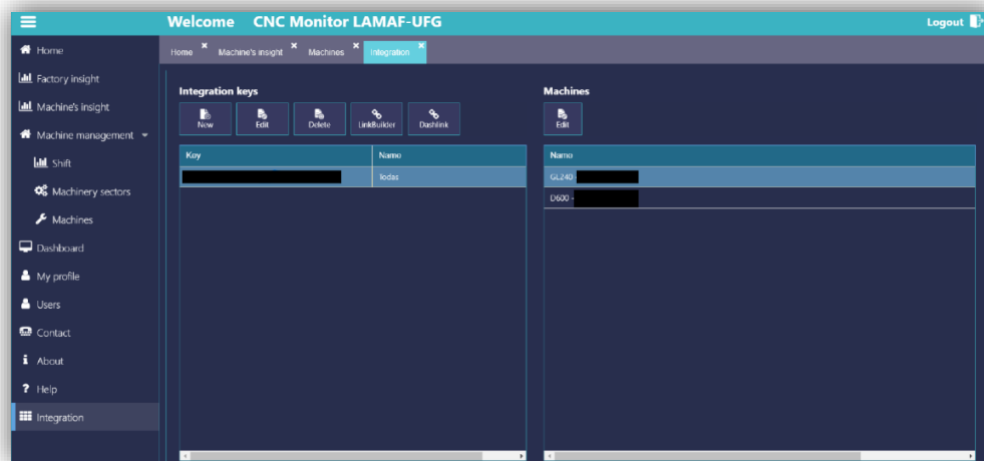 Welcome CNC Monitor LAMAF-UFG
Logout
Home
Factory insight
Machine's insight
Machine management
Shift
Machinery sectors
Machines
Dashboard
My profile
Users
Contact
About
Help
Integration
Home
Machine's insight
Machines
Integration
Integration keys
New
Edit
Delete
LinkBuilder
Dashlink
Key
Name
Iodas
Machines
Edit
Name
GL240 -
D600 -